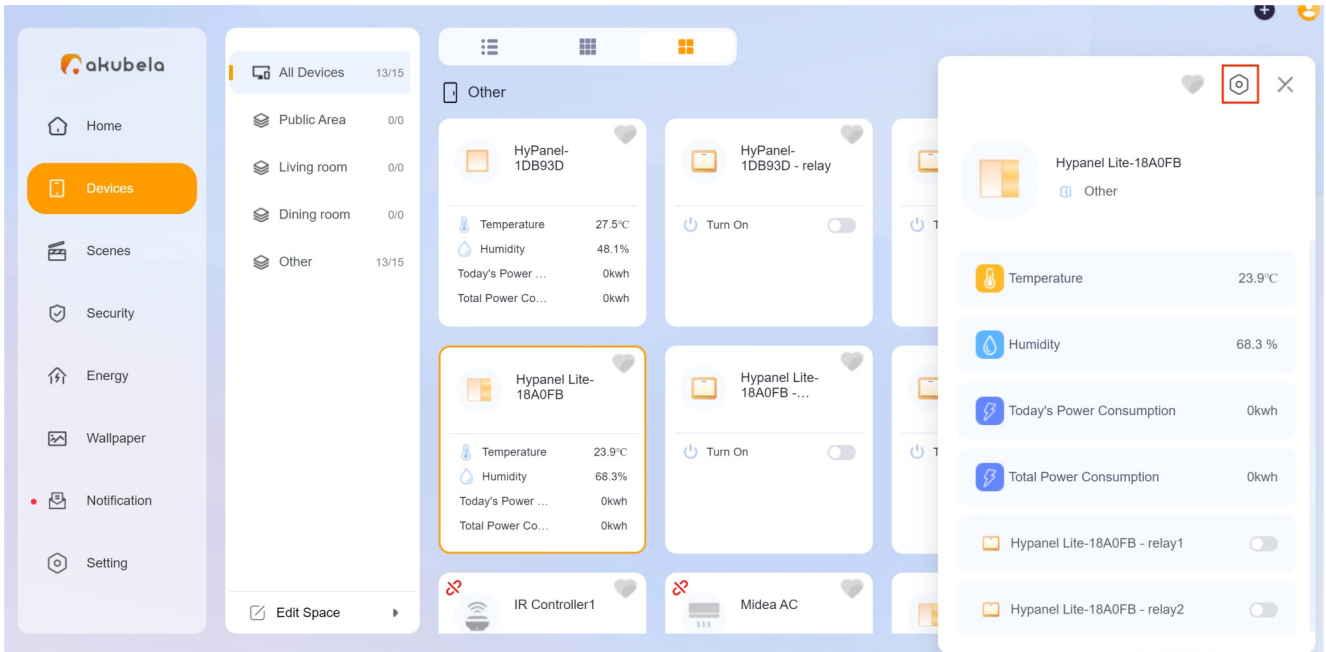 akubela
Home
Devices
Scenes
Security
Energy
Wallpaper
Notification
Setting
All Devices 13/15
Public Area 0/0
Living room 0/0
Dining room 0/0
Other 13/15
Edit Space
Other
HyPanel-
1DB93D
Temperature 27.5℃
Humidity 48.1%
Today's Power ... 0kwh
Total Power Co... 0kwh
HyPanel-
1DB93D - relay
Turn On
T
Hypanel Lite-
18A0FB
Temperature 23.9℃
Humidity 68.3%
Today's Power ... 0kwh
Total Power Co... 0kwh
Hypanel Lite-
18A0FB -...
Turn On
T
IR Controller1
Midea AC
Hypanel Lite-18A0FB
Other
Temperature 23.9℃
Humidity 68.3 %
Today's Power Consumption 0kwh
Total Power Consumption 0kwh
Hypanel Lite-18A0FB - relay1
Hypanel Lite-18A0FB - relay2